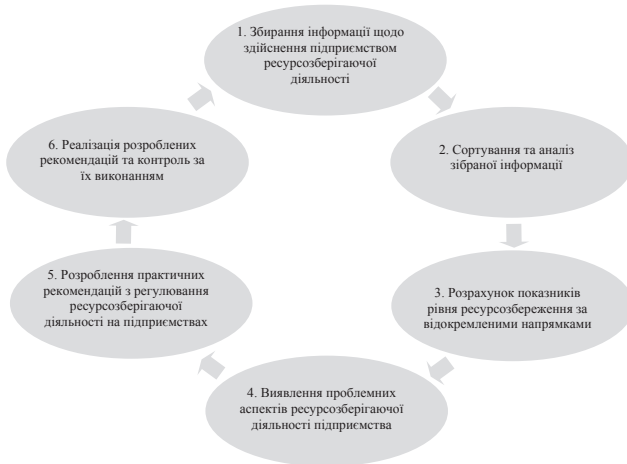 1. Збирання інформації щодо
здійснення підприємством
ресурсозберігаючої
діяльності
2. Сортування та аналіз
зібраної інформації
3. Розрахунок показників
рівня ресурсозбереження за
відокремленими напрямками
4. Виявлення проблемних
аспектів ресурсозберігаючої
діяльності підприємства
5. Розроблення практичних
рекомендацій з регулювання
ресурсозберігаючої
діяльності на підприємствах
6. Реалізація розроблених
рекомендацій та контроль за
їх виконанням